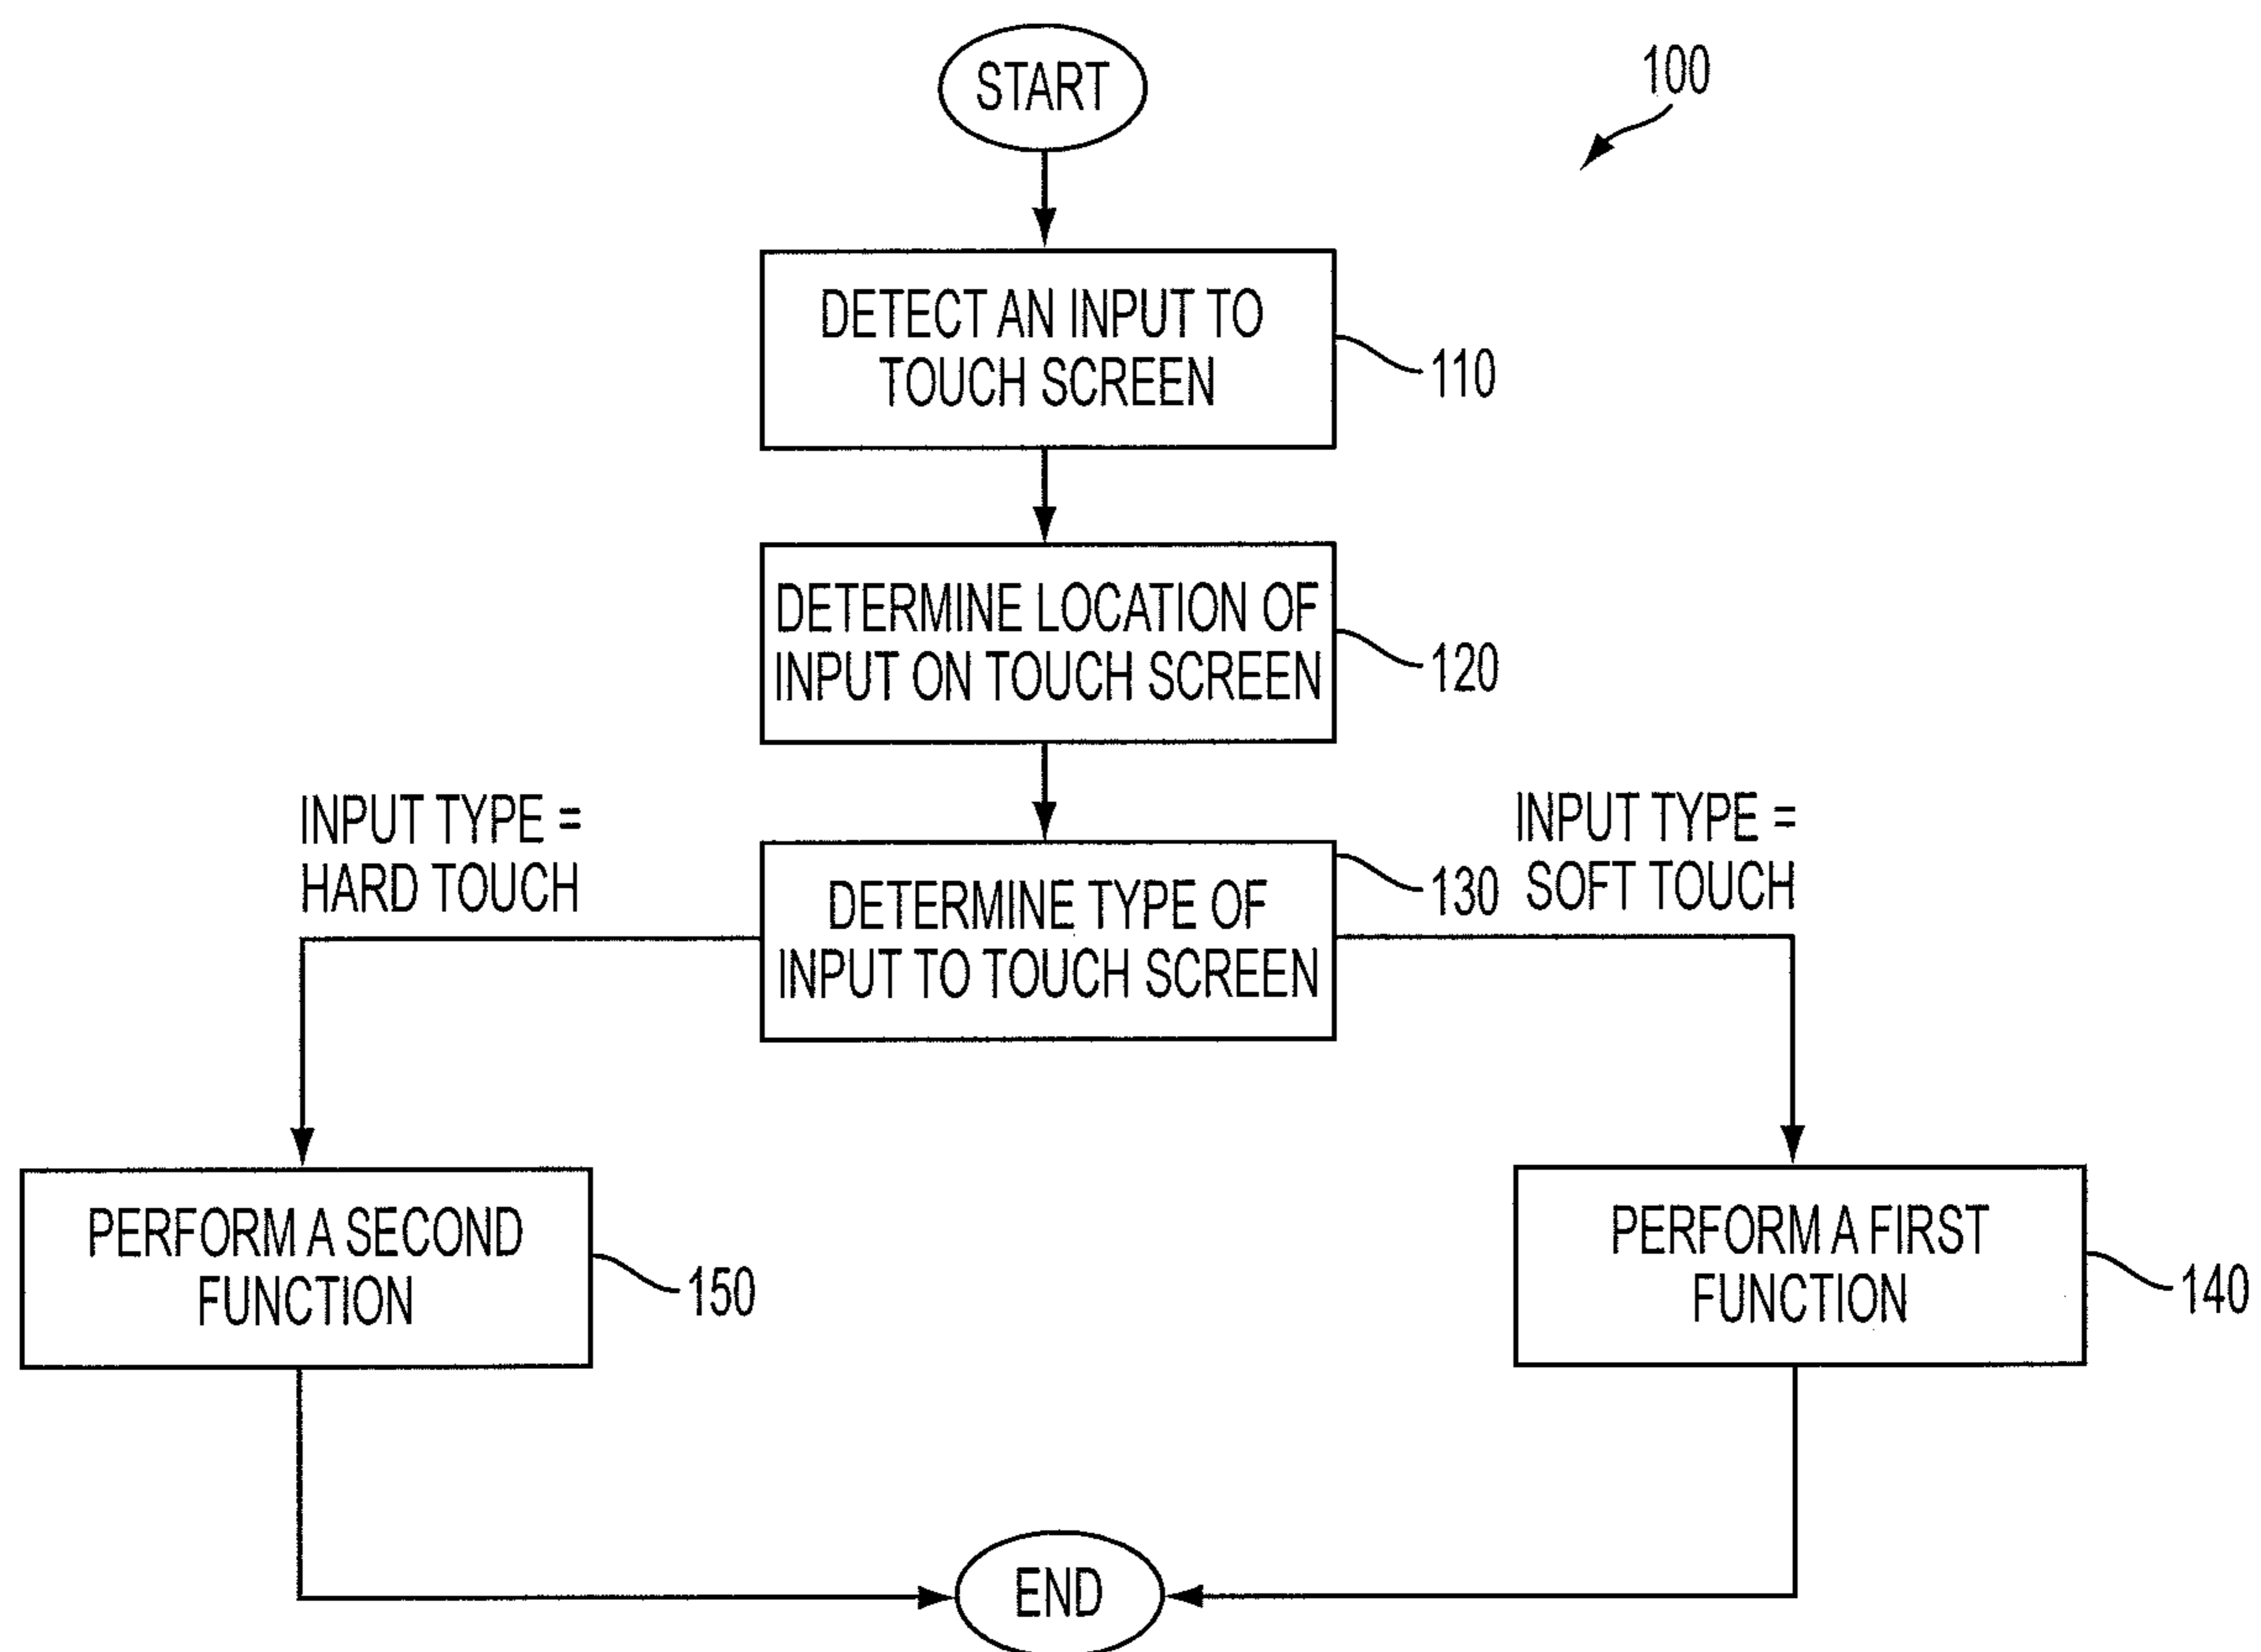 START
100
DETECT AN INPUT TO
TOUCH SCREEN
110
DETERMINE LOCATION OF
INPUT ON TOUCH SCREEN
120
INPUT TYPE =
HARD TOUCH
DETERMINE TYPE OF
INPUT TO TOUCH SCREEN
130
INPUT TYPE =
SOFT TOUCH
PERFORM A SECOND
FUNCTION
150
PERFORM A FIRST
FUNCTION
140
END